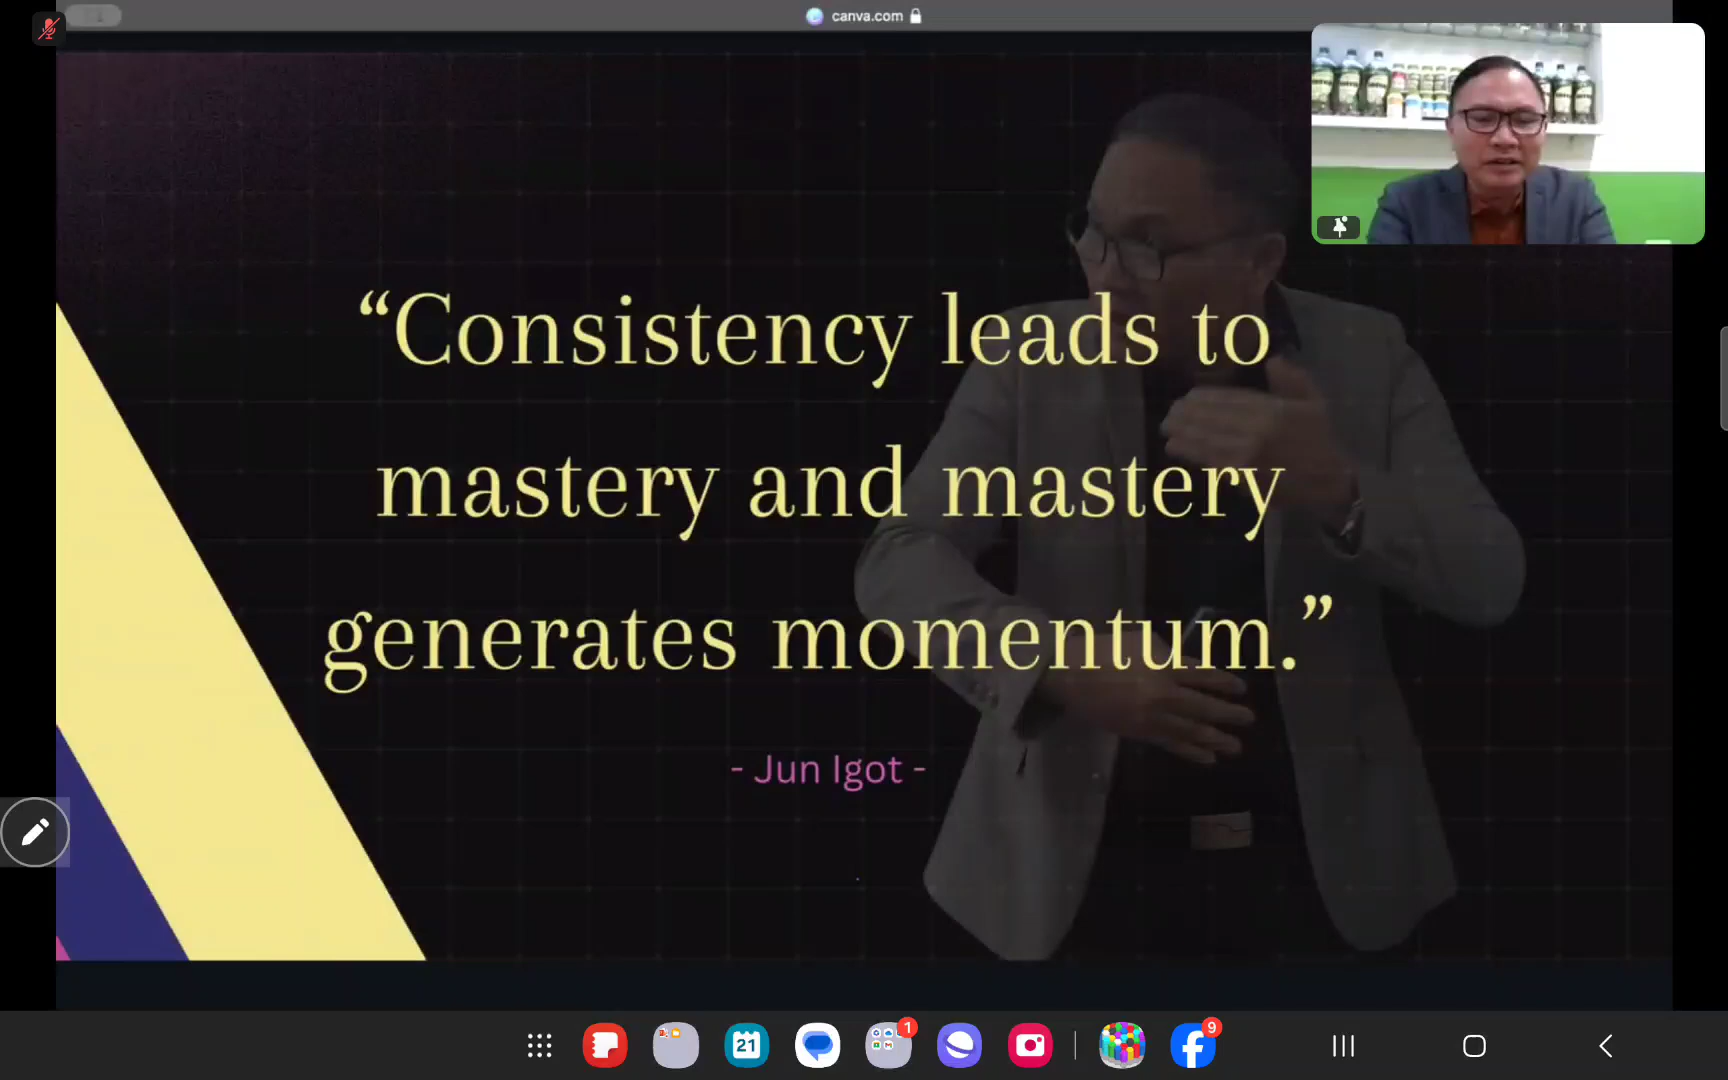 canva.com
“Consistency leads to
mastery and mastery
generates momentum.”
- Jun Igot -
21
1
9